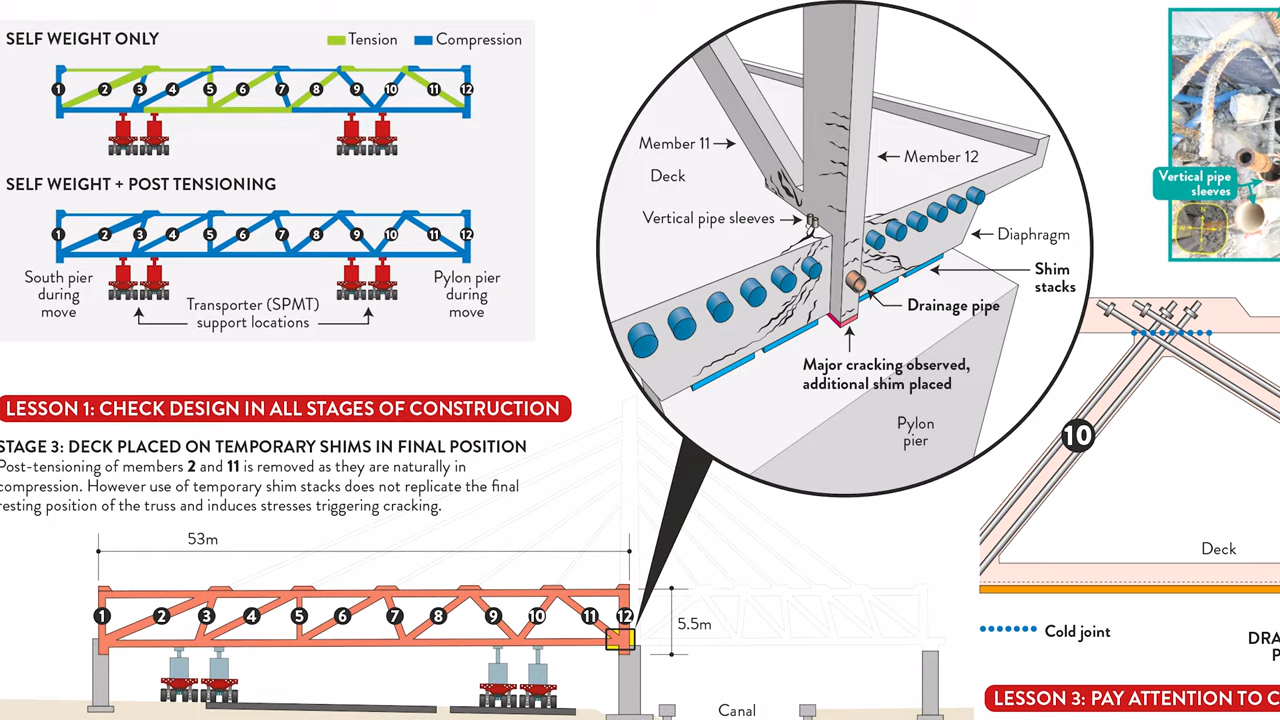 SELF WEIGHT ONLY
Tension
Compression
1 2 3 4 5 6 7 8 9 10 11 12
SELF WEIGHT + POST TENSIONING
1 2 3 4 5 6 7 8 9 10 11 12
South pier
during
move
Transporter (SPMT)
support locations
Pylon pier
during
move
LESSON 1: CHECK DESIGN IN ALL STAGES OF CONSTRUCTION
STAGE 3: DECK PLACED ON TEMPORARY SHIMS IN FINAL POSITION
Post-tensioning of members 2 and 11 is removed as they are naturally in
compression. However use of temporary shim stacks does not replicate the final
resting position of the truss and induces stresses triggering cracking.
53m
1 2 3 4 5 6 7 8 9 10 11 12
5.5m
Canal
Member 11
Deck
Member 12
Vertical pipe sleeves
Diaphragm
Shim
stacks
Drainage pipe
Major cracking observed,
additional shim placed
Pylon
pier
Vertical pipe
sleeves
10
Deck
Cold joint
DRA
P
LESSON 3: PAY ATTENTION TO C